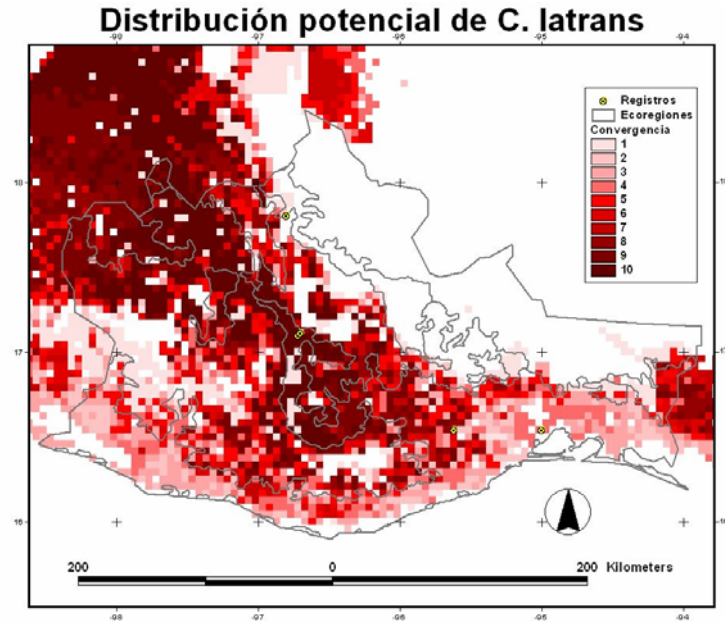 Distribución potencial de C. latrans
-98 -97 -96 -95 -94
Registros
Ecoregiones
Convergencia
1
2
3
4
5
6
7
8
9
10
18
17 17
16
200 0 200 Kilometers
-98 -97 -96 -95 -94